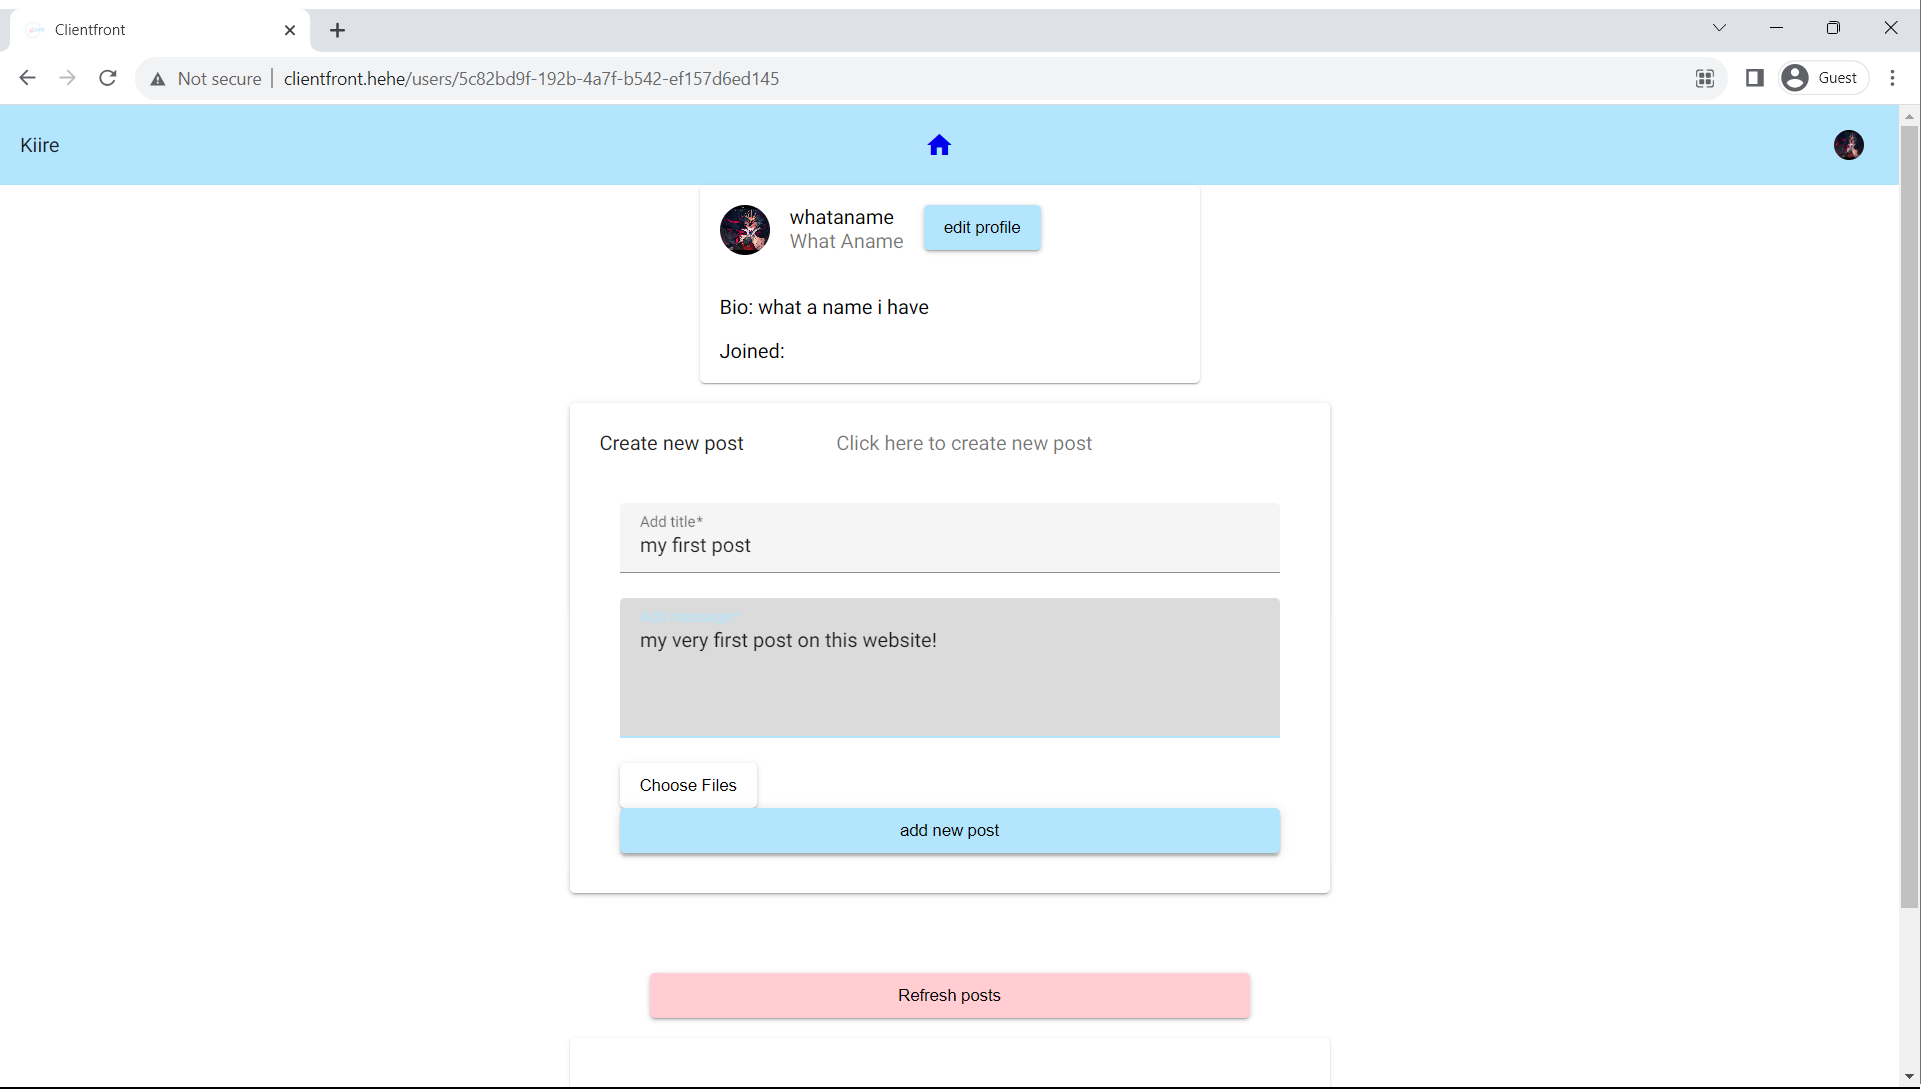 Clientfront
Not secure
clientfront.hehe/users/5c82bd9f-192b-4a7f-b542-ef157d6ed145
Guest
Kiire
whataname
What Aname
edit profile
Bio: what a name i have
Joined:
Create new post
Click here to create new post
Add title*
my first post
my very first post on this website!
Choose Files
add new post
Refresh posts